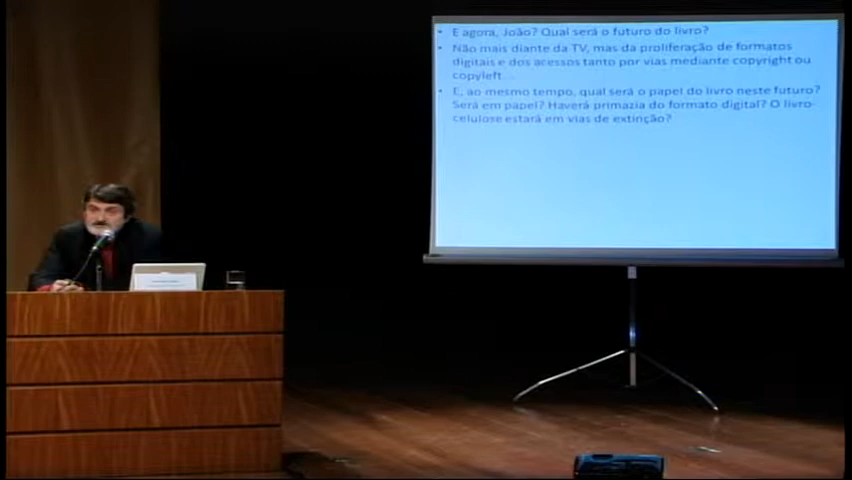 • E agora, João? Qual será o futuro do livro?
• Não mais diante da TV, mas da proliferação de formatos
digitais e dos acessos tanto por vias mediante copyright ou
copyleft...
• E, ao mesmo tempo, qual será o papel do livro neste futuro?
Será em papel? Haverá primazia do formato digital? O livro-
celulose estará em vias de extinção?